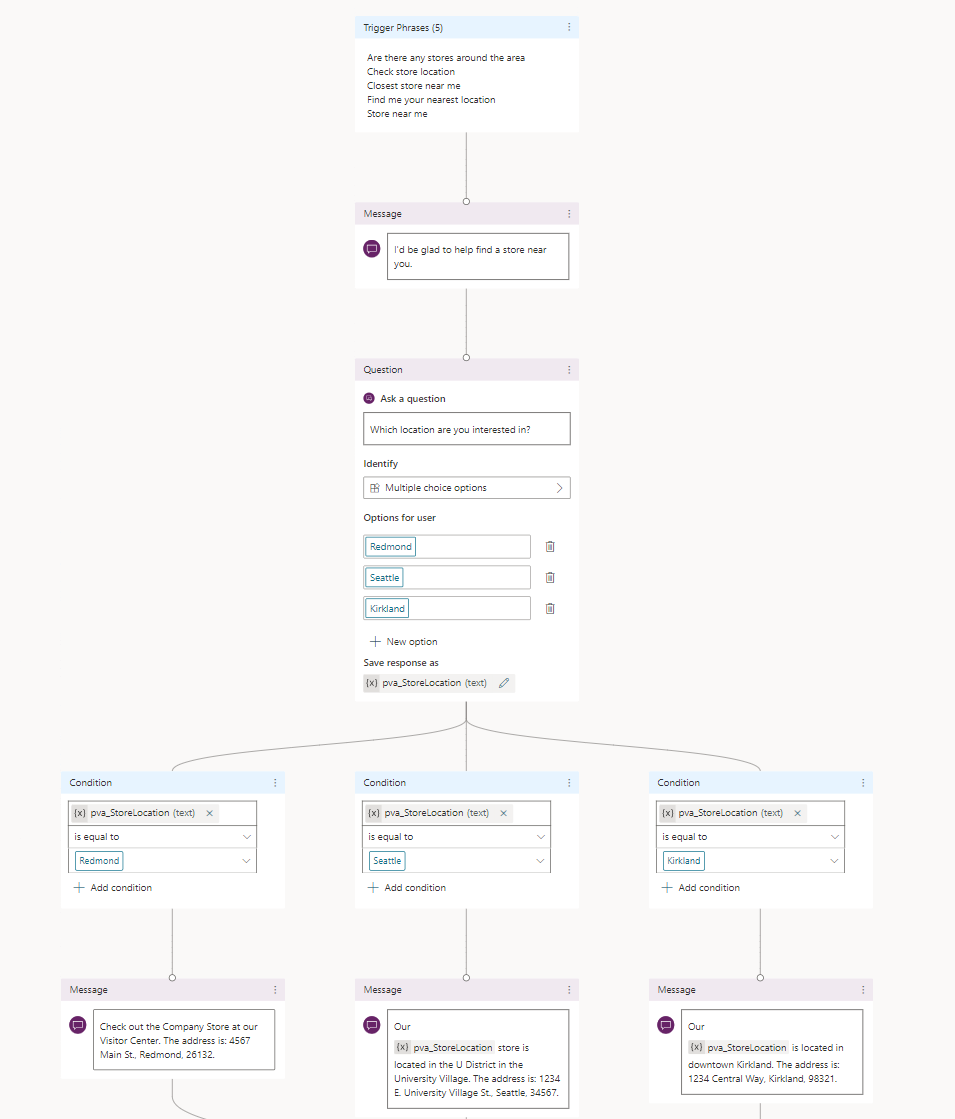 Trigger Phrases (5)
Are there any stores around the area
Check store location
Closest store near me
Find me your nearest location
Store near me
Message
I'd be glad to help find a store near
you.
Question
Ask a question
Which location are you interested in?
Identify
Multiple choice options
Options for user
Redmond
Seattle
Kirkland
New option
Save response as
{x} pva_StoreLocation (text)
Condition
{x} pva_StoreLocation (text)
is equal to
Redmond
Add condition
Condition
{x} pva_StoreLocation (text)
is equal to
Seattle
Add condition
Condition
{x} pva_StoreLocation (text)
is equal to
Kirkland
Add condition
Message
Check out the Company Store at our
Visitor Center. The address is: 4567
Main St., Redmond, 26132.
Message
Our
{x} pva_StoreLocation store is
located in the U District in the
University Village. The address is: 1234
E. University Village St., Seattle, 34567.
Message
Our
{x} pva_StoreLocation is located in
downtown Kirkland. The address is:
1234 Central Way, Kirkland, 98321.